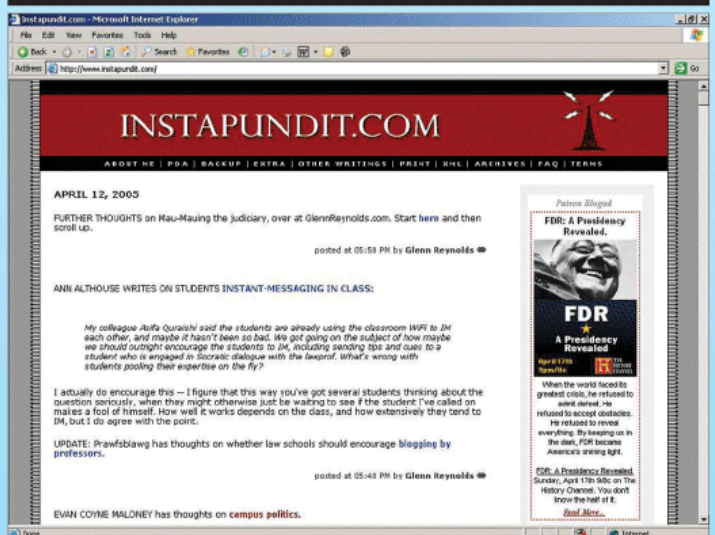 Instapundit.com - Microsoft Internet Explorer
File Edit View Favorites Tools Help
Back Search Favorites
Address http://www.instapundit.com/ Go
INSTAPUNDIT.COM
ABOUT ME | PDA | BACKUP | EXTRA | OTHER WRITINGS | PRINT | XML | ARCHIVES | FAQ | TERMS
APRIL 12, 2005
FURTHER THOUGHTS on Mau-Mauing the judiciary, over at GlennReynolds.com. Start here and then
scroll up.
posted at 05:58 PM by Glenn Reynolds
ANN ALTHOUSE WRITES ON STUDENTS INSTANT-MESSAGING IN CLASS:
My colleague Asifa Quraishi said the students are already using the classroom WiFi to IM
each other, and maybe it hasn't been so bad. We got going on the subject of how maybe
we should outright encourage the students to IM, including sending tips and cues to a
student who is engaged in Socratic dialogue with the lawprof. What's wrong with
students pooling their expertise on the fly?
I actually do encourage this -- I figure that this way you've got several students thinking about the
question seriously, when they might otherwise just be waiting to see if the student I've called on
makes a fool of himself. How well it works depends on the class, and how extensively they tend to
IM, but I do agree with the point.
UPDATE: Prawfsblawg has thoughts on whether law schools should encourage blogging by
professors.
posted at 05:48 PM by Glenn Reynolds
EVAN COYNE MALONEY has thoughts on campus politics.
Patron Blogad
FDR: A Presidency
Revealed.
FDR
A Presidency
Revealed
April 17th
9pm/8c
THE HISTORY CHANNEL
When the world faced its
greatest crisis, he refused to
admit defeat. He
refused to accept obstacles.
He refused to reveal
everything. By keeping us in
the dark, FDR became
America's shining light.
FDR: A Presidency Revealed.
Sunday, April 17th 9/8c on The
History Channel. You don't
know the half of it.
Read More...
Done
Internet